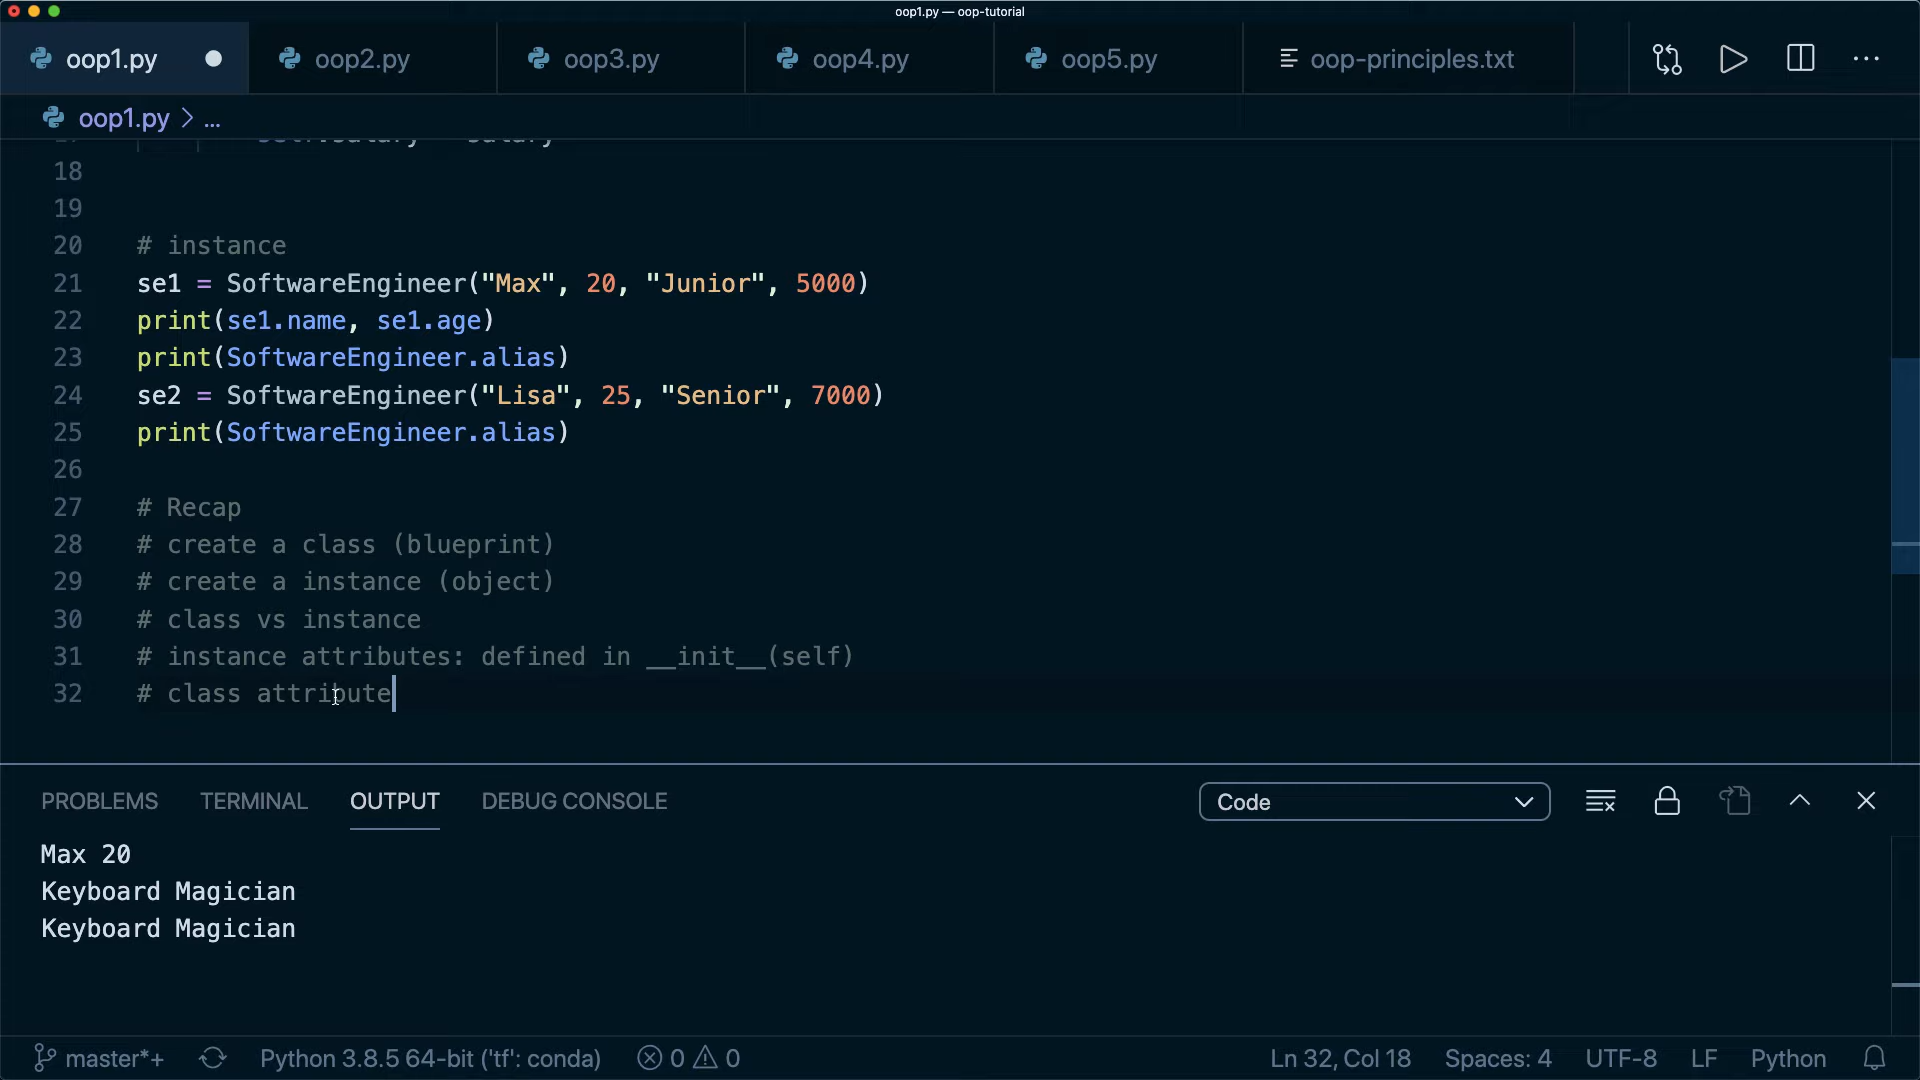 oop1.py — oop-tutorial
oop1.py oop2.py oop3.py oop4.py oop5.py oop-principles.txt
oop1.py > ...
18
19
20 # instance
21 se1 = SoftwareEngineer("Max", 20, "Junior", 5000)
22 print(se1.name, se1.age)
23 print(SoftwareEngineer.alias)
24 se2 = SoftwareEngineer("Lisa", 25, "Senior", 7000)
25 print(SoftwareEngineer.alias)
26
27 # Recap
28 # create a class (blueprint)
29 # create a instance (object)
30 # class vs instance
31 # instance attributes: defined in __init__(self)
32 # class attribute
PROBLEMS TERMINAL OUTPUT DEBUG CONSOLE Code
Max 20
Keyboard Magician
Keyboard Magician
master*+ Python 3.8.5 64-bit ('tf': conda) 0 0 Ln 32, Col 18 Spaces: 4 UTF-8 LF Python